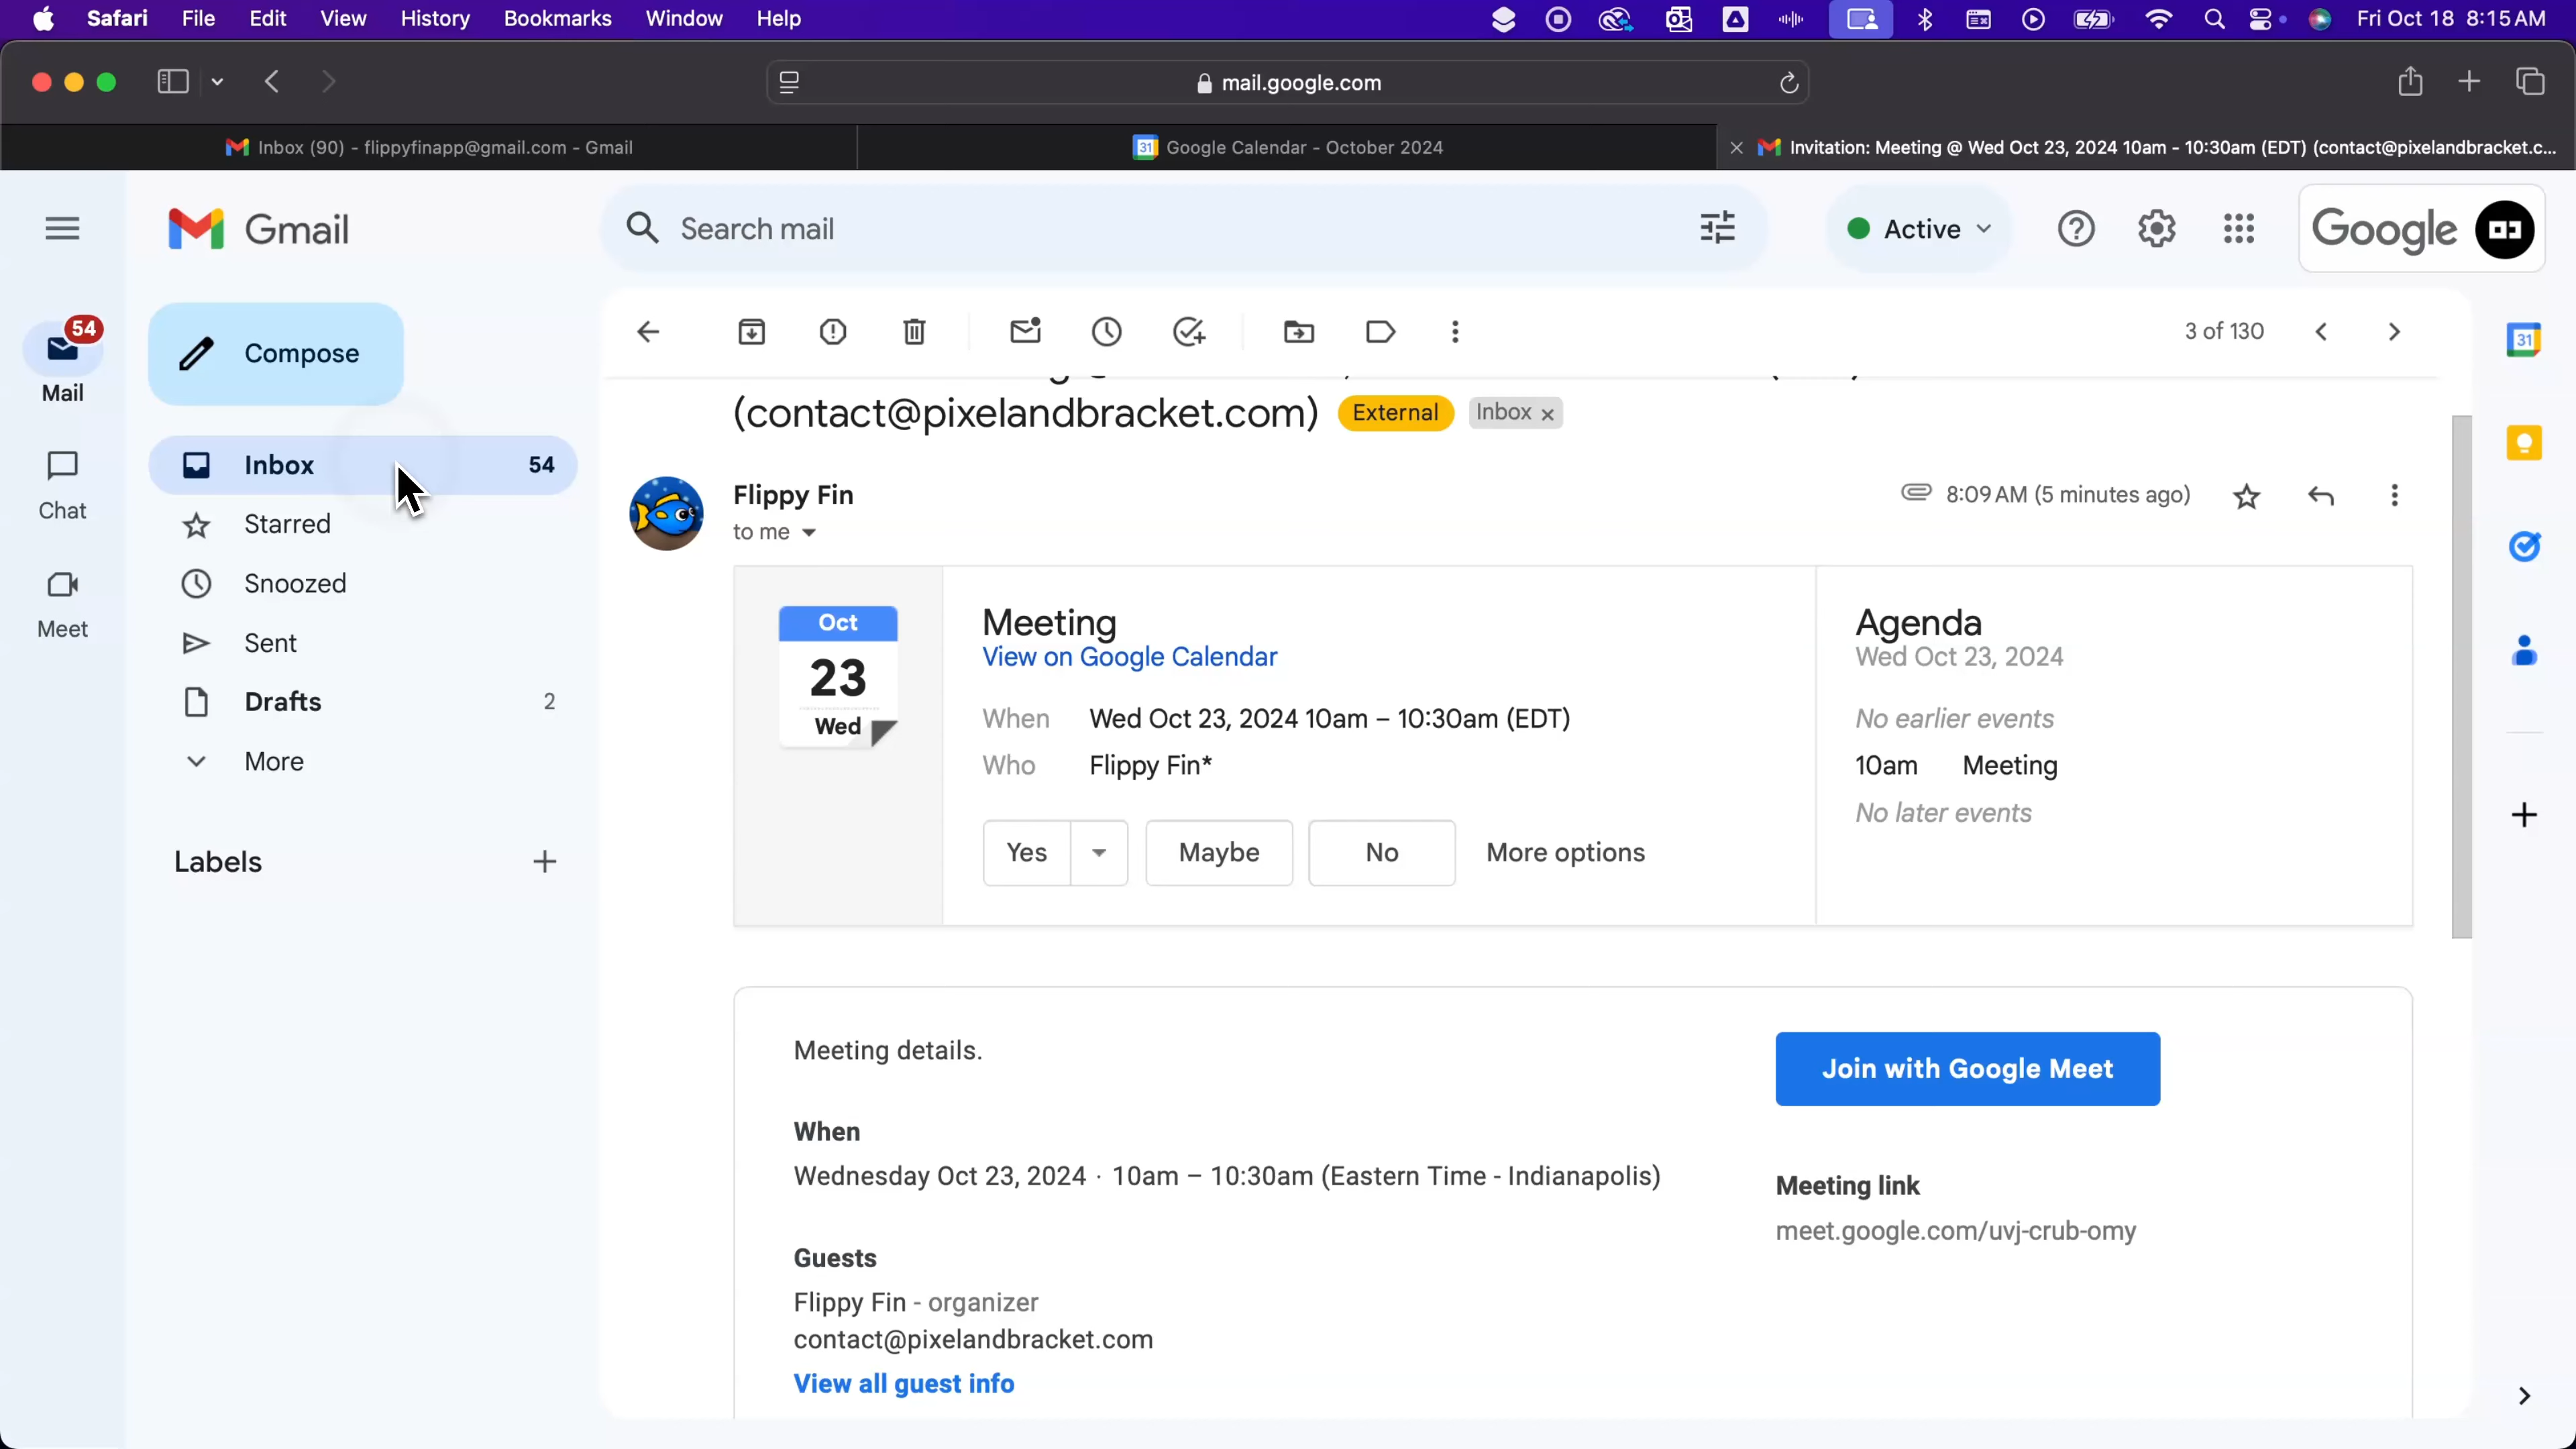 Safari File Edit View History Bookmarks Window Help Fri Oct 18 8:15 AM
mail.google.com
Inbox (90) - flippyfinapp@gmail.com - Gmail
31 Google Calendar - October 2024
Invitation: Meeting @ Wed Oct 23, 2024 10am - 10:30am (EDT) (contact@pixelandbracket.c...
Gmail
Search mail
Active
Google
54
Mail
Chat
Meet
Compose
Inbox 54
Starred
Snoozed
Sent
Drafts 2
More
Labels
3 of 130
31
(contact@pixelandbracket.com) External Inbox ×
Flippy Fin
8:09 AM (5 minutes ago)
to me
Oct
23
Wed
Meeting
View on Google Calendar
When Wed Oct 23, 2024 10am – 10:30am (EDT)
Who Flippy Fin*
Yes Maybe No More options
Agenda
Wed Oct 23, 2024
No earlier events
10am Meeting
No later events
Meeting details.
When
Wednesday Oct 23, 2024 · 10am – 10:30am (Eastern Time - Indianapolis)
Guests
Flippy Fin - organizer
contact@pixelandbracket.com
View all guest info
Join with Google Meet
Meeting link
meet.google.com/uvj-crub-omy